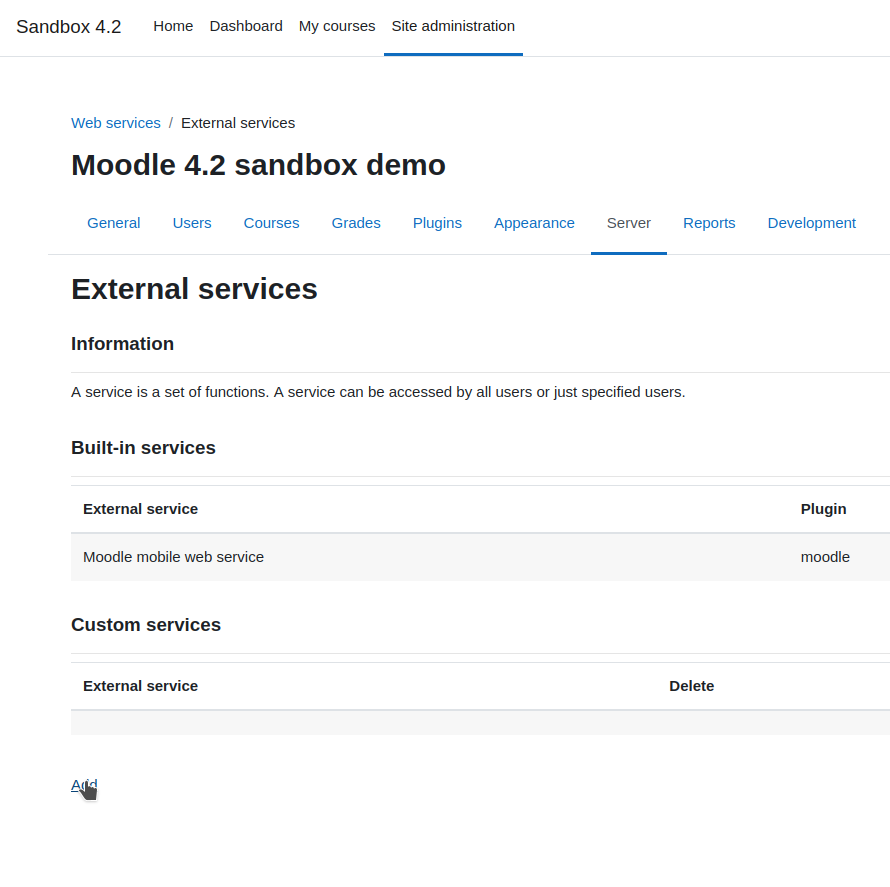 Sandbox 4.2 Home Dashboard My courses Site administration
Web services / External services
Moodle 4.2 sandbox demo
General Users Courses Grades Plugins Appearance Server Reports Development
External services
Information
A service is a set of functions. A service can be accessed by all users or just specified users.
Built-in services
External service Plugin
Moodle mobile web service moodle
Custom services
External service Delete
Add